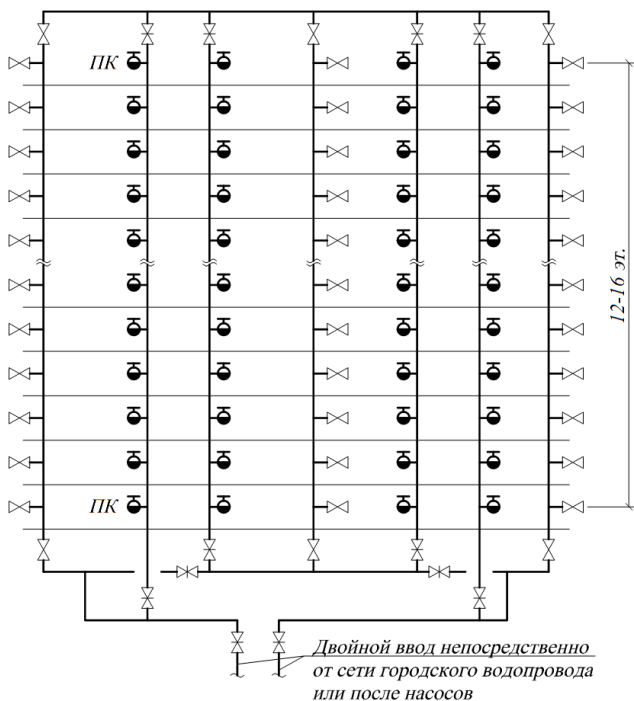 ПК
12-16 эт.
ПК
Двойной ввод непосредственно
от сети городского водопровода
или после насосов